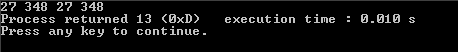 27 348 27 348
Process returned 13 (0xD)   execution time : 0.010 s
Press any key to continue.